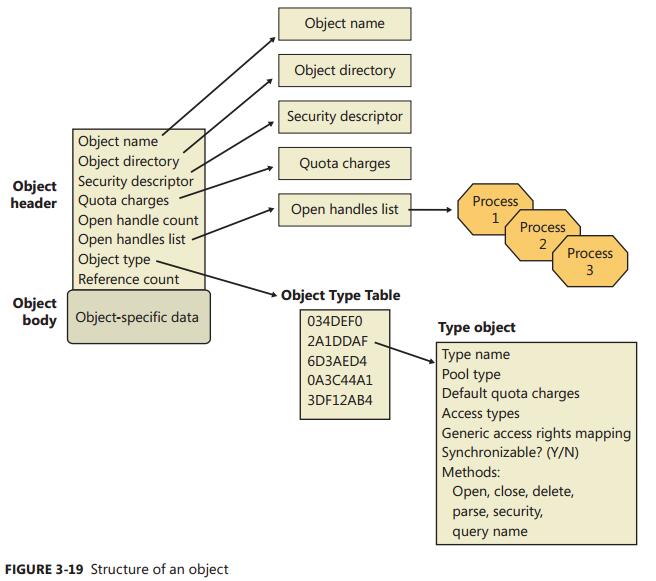 Object name
Object directory
Security descriptor
Quota charges
Open handles list
Process
1
Process
2
Process
3
Object
header
Object name
Object directory
Security descriptor
Quota charges
Open handle count
Open handles list
Object type
Reference count
Object
body
Object-specific data
Object Type Table
034DEF0
2A1DDAF
6D3AED4
0A3C44A1
3DF12AB4
Type object
Type name
Pool type
Default quota charges
Access types
Generic access rights mapping
Synchronizable? (Y/N)
Methods:
Open, close, delete,
parse, security,
query name
FIGURE 3-19 Structure of an object